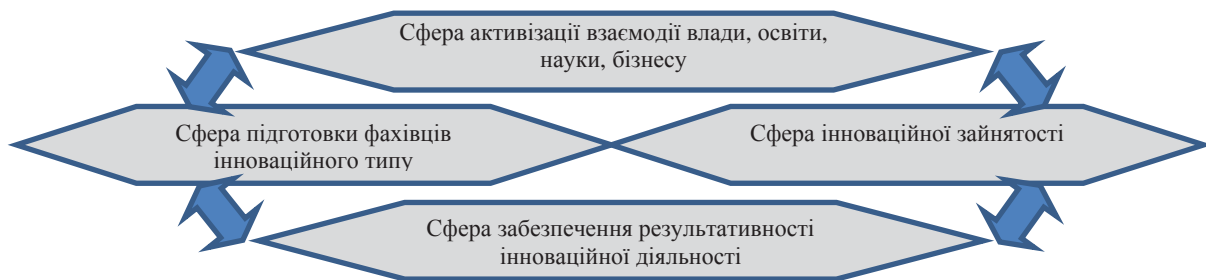 Сфера активізації взаємодії влади, освіти,
науки, бізнесу
Сфера підготовки фахівців
інноваційного типу
Сфера інноваційної зайнятості
Сфера забезпечення результативності
інноваційної діяльності